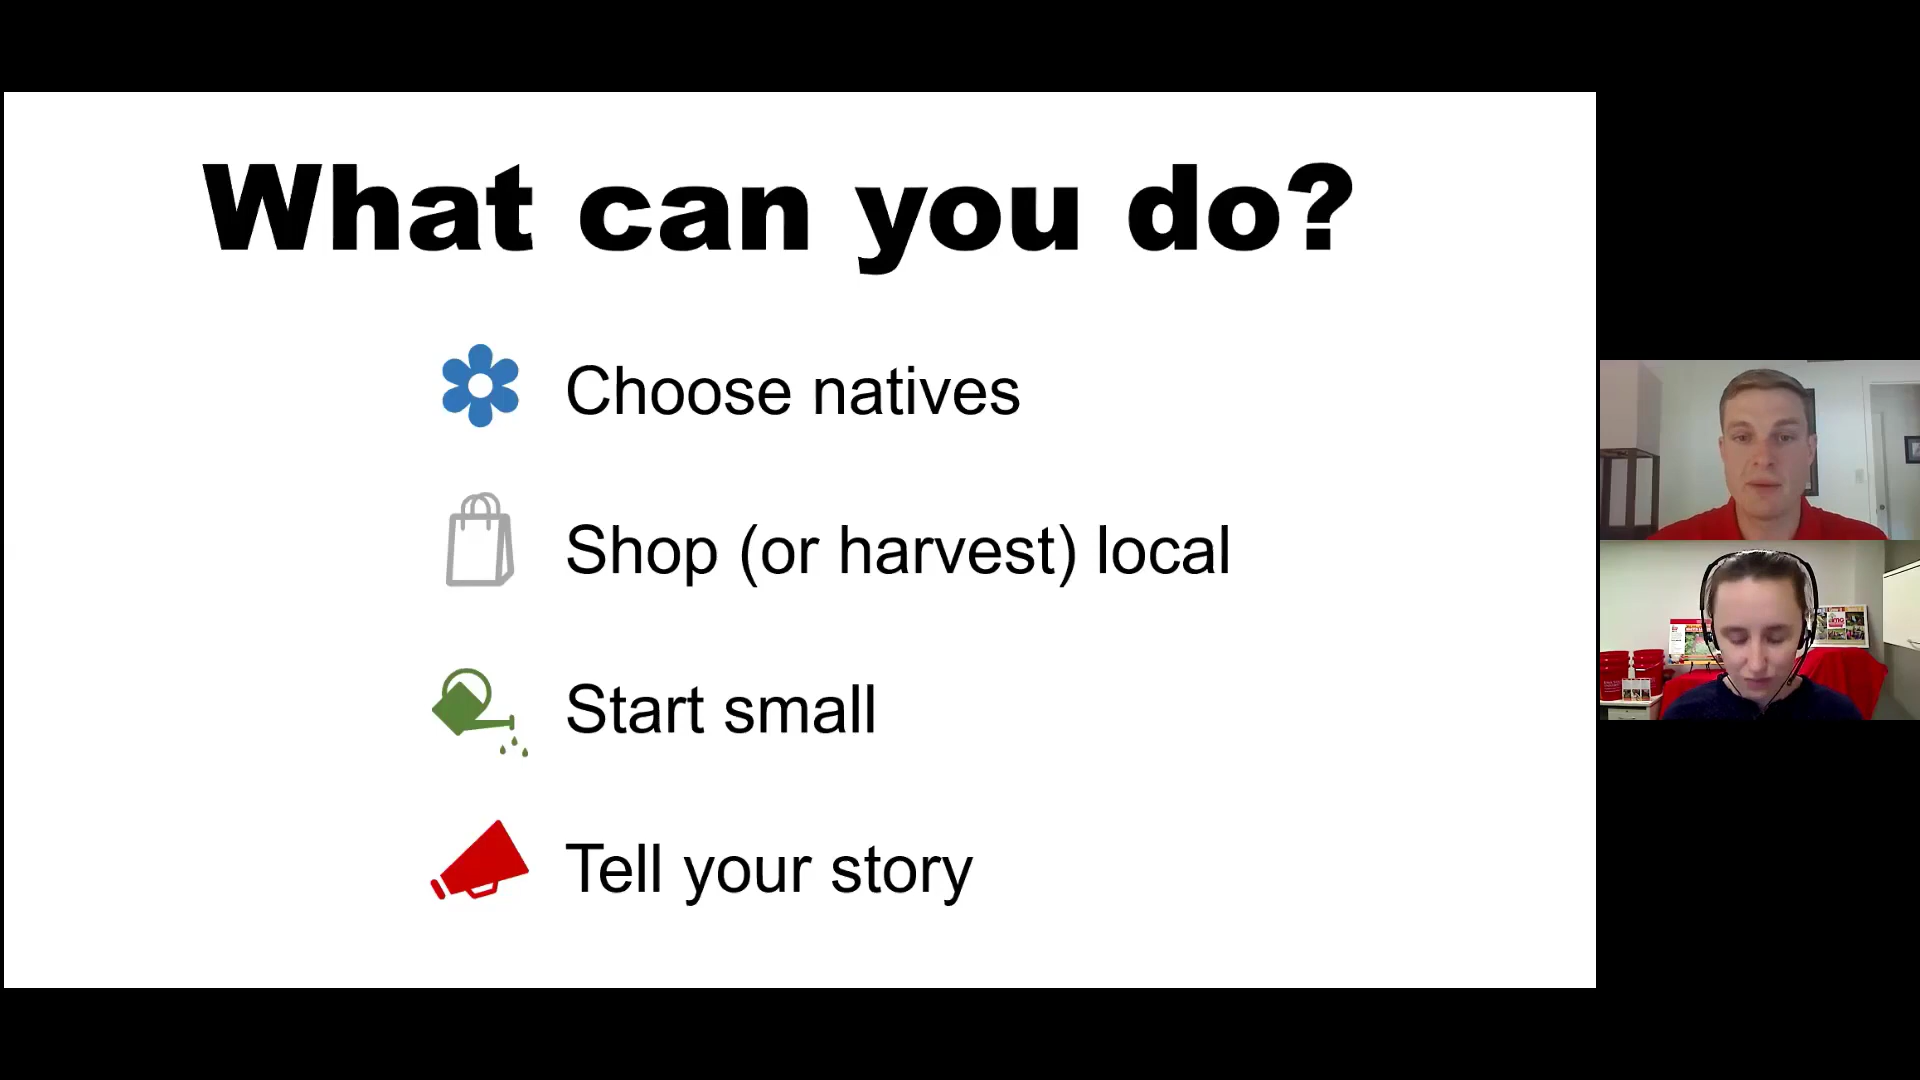 What can you do?
Choose natives
Shop (or harvest) local
Start small
Tell your story